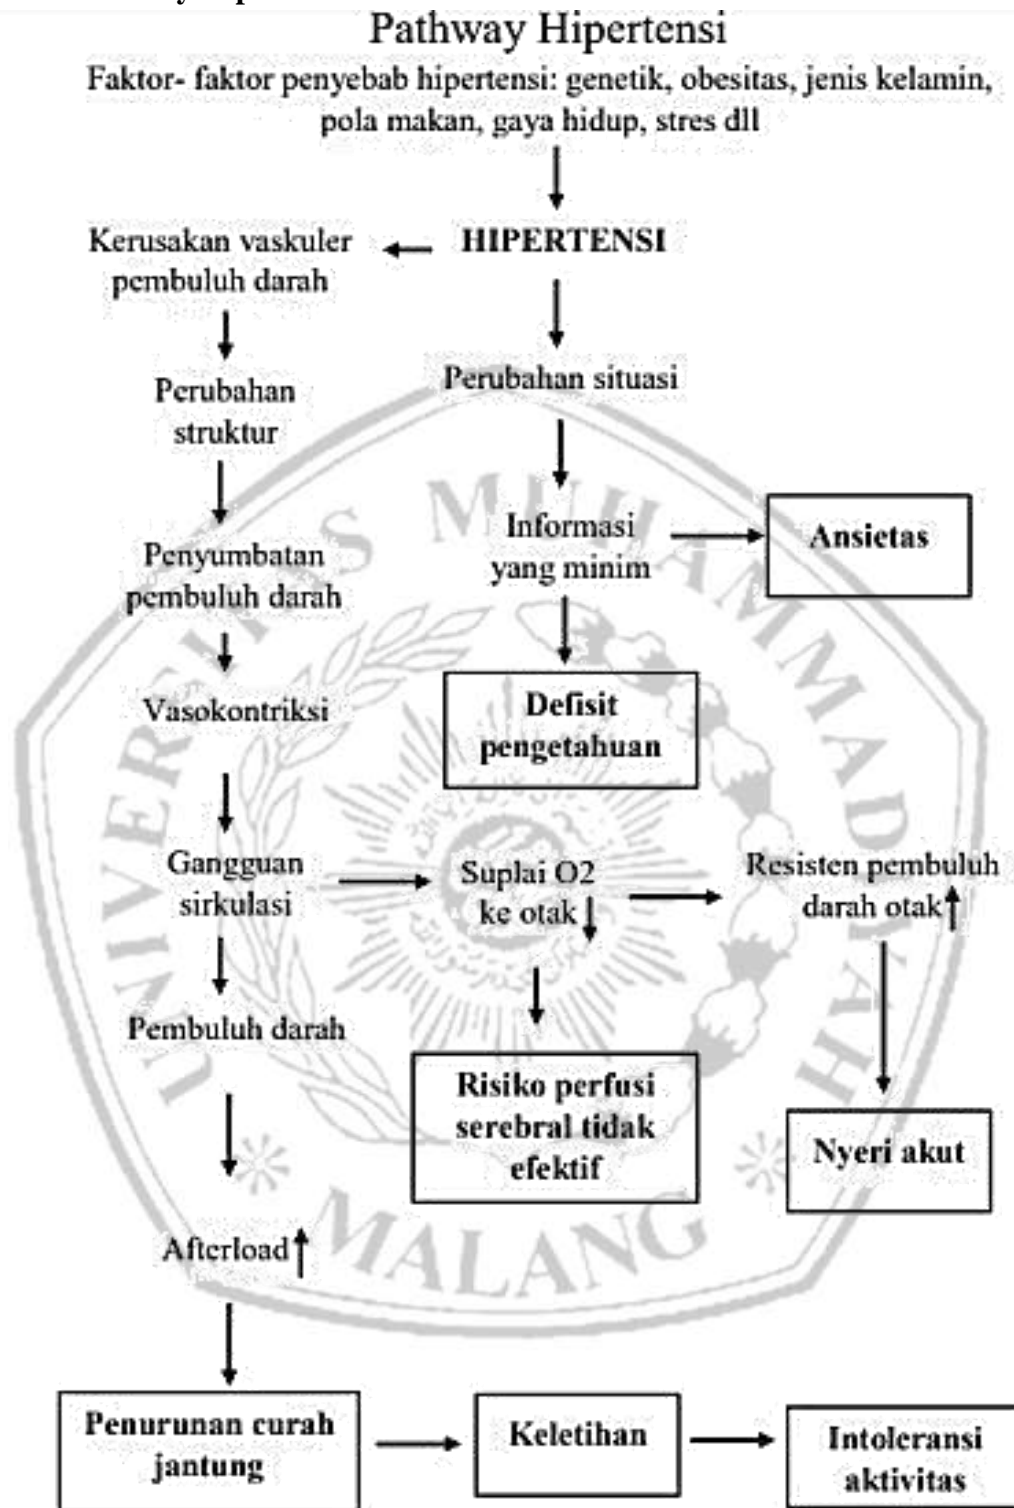 Pathway Hipertensi
Faktor- faktor penyebab hipertensi: genetik, obesitas, jenis kelamin,
pola makan, gaya hidup, stres dll
HIPERTENSI
Kerusakan vaskuler
pembuluh darah
Perubahan
struktur
Penyumbatan
pembuluh darah
Vasokontriksi
Gangguan
sirkulasi
Pembuluh darah
Afterload
Penurunan curah
jantung
Keletihan
Intoleransi
aktivitas
Perubahan situasi
Informasi
yang minim
Ansietas
Defisit
pengetahuan
Suplai O2
ke otak
Resisten pembuluh
darah otak
Risiko perfusi
serebral tidak
efektif
Nyeri akut
UNIVERSITAS MUHAMMADIYAH
MALANG